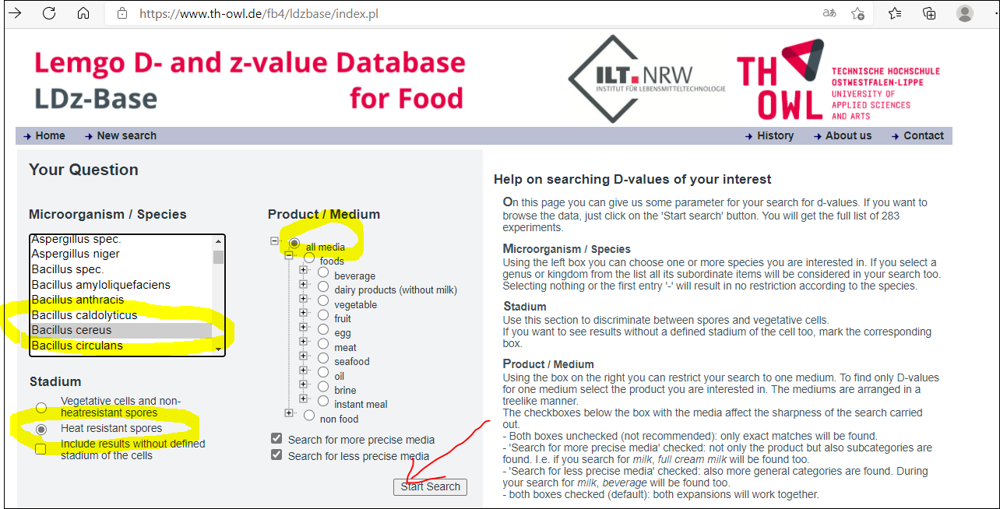 https://www.th-owl.de/fb4/ldzbase/index.pl
Lemgo D- and z-value Database
LDz-Base for Food
ILT.NRW
INSTITUT FÜR LEBENSMITTELTECHNOLOGIE
TH OWL
TECHNISCHE HOCHSCHULE
OSTWESTFALEN-LIPPE
UNIVERSITY OF
APPLIED SCIENCES
AND ARTS
Home New search History About us Contact
Your Question
Microorganism / Species
Aspergillus spec.
Aspergillus niger
Bacillus spec.
Bacillus amyloliquefaciens
Bacillus anthracis
Bacillus caldolyticus
Bacillus cereus
Bacillus circulans
Stadium
Vegetative cells and non-
heatresistant spores
Heat resistant spores
Include results without defined
stadium of the cells
Product / Medium
all media
foods
beverage
dairy products (without milk)
vegetable
fruit
egg
meat
seafood
oil
brine
instant meal
non food
Search for more precise media
Search for less precise media
Start Search
Help on searching D-values of your interest
On this page you can give us some parameter for your search for d-values. If you want to
browse the data, just click on the 'Start search' button. You will get the full list of 283
experiments.
Microorganism / Species
Using the left box you can choose one or more species you are interested in. If you select a
genus or kingdom from the list all its subordinate items will be considered in your search too.
Selecting nothing or the first entry '-' will result in no restriction according to the species.
Stadium
Use this section to discriminate between spores and vegetative cells.
If you want to see results without a defined stadium of the cell too, mark the corresponding
box.
Product / Medium
Using the box on the right you can restrict your search to one medium. To find only D-values
for one medium select the product you are interested in. The mediums are arranged in a
treelike manner.
The checkboxes below the box with the media affect the sharpness of the search carried
out.
- Both boxes unchecked (not recommended): only exact matches will be found.
- 'Search for more precise media' checked: not only the product but also subcategories are
found. I.e. if you search for milk, full cream milk will be found too.
- 'Search for less precise media' checked: also more general categories are found. During
your search for milk, beverage will be found too.
- both boxes checked (default): both expansions will work together.